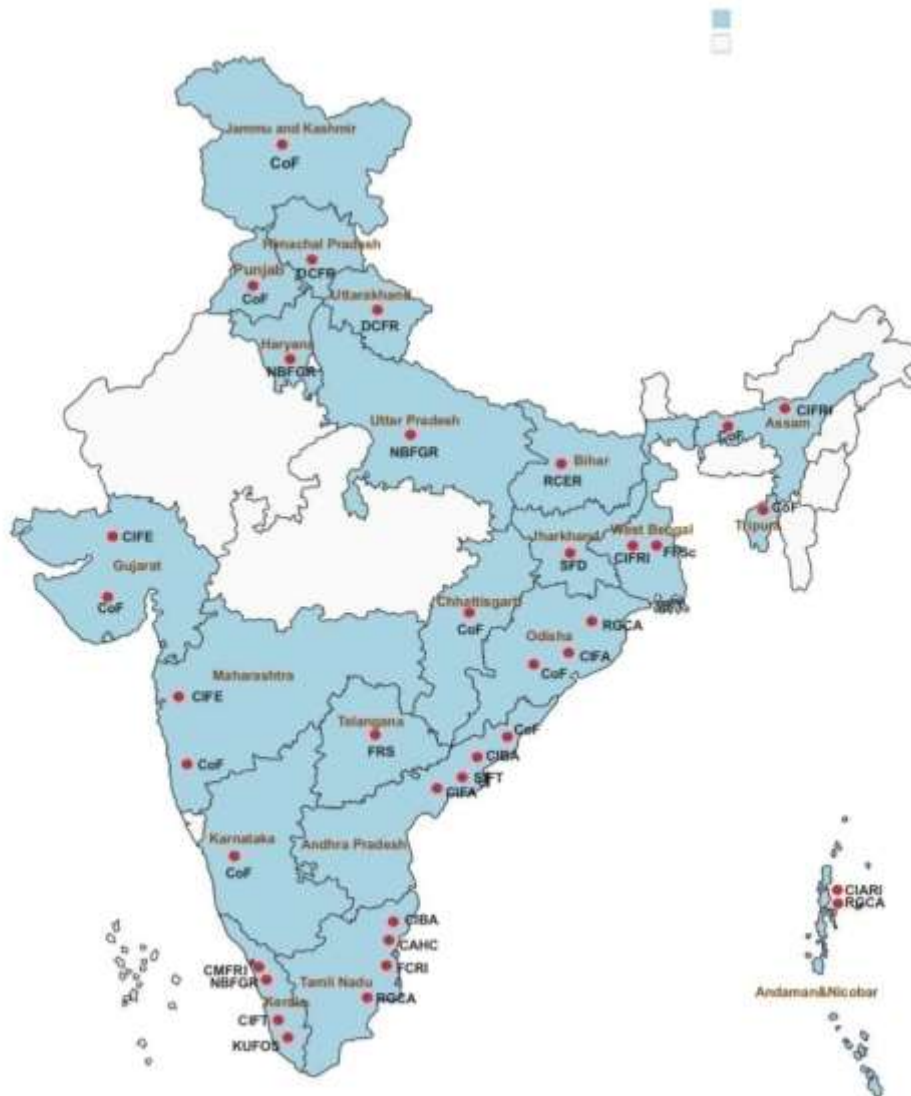 Jammu and Kashmir
CoF
Himachal Pradesh
DCFR
Punjab
CoF
Uttarakhand
DCFR
Haryana
NBFGR
Uttar Pradesh
NBFGR
Bihar
RCER
CIFRI
Assam
CoF
CoF
Tripura
CIFE
Gujarat
CoF
Jharkhand
SFD
West Bengal
CIFRI
FFSc
Chhattisgarh
CoF
RGCA
Odisha
CIFA
CoF
Maharashtra
CIFE
CoF
Telangana
FRS
CoF
CIBA
SIFT
CIFA
Andhra Pradesh
Karnataka
CoF
CIBA
CAHC
FCRI
Tamil Nadu
RGCA
CMFRI
NBFGR
Kerala
CIFT
KUFOS
CIARI
RGCA
Andaman&Nicobar